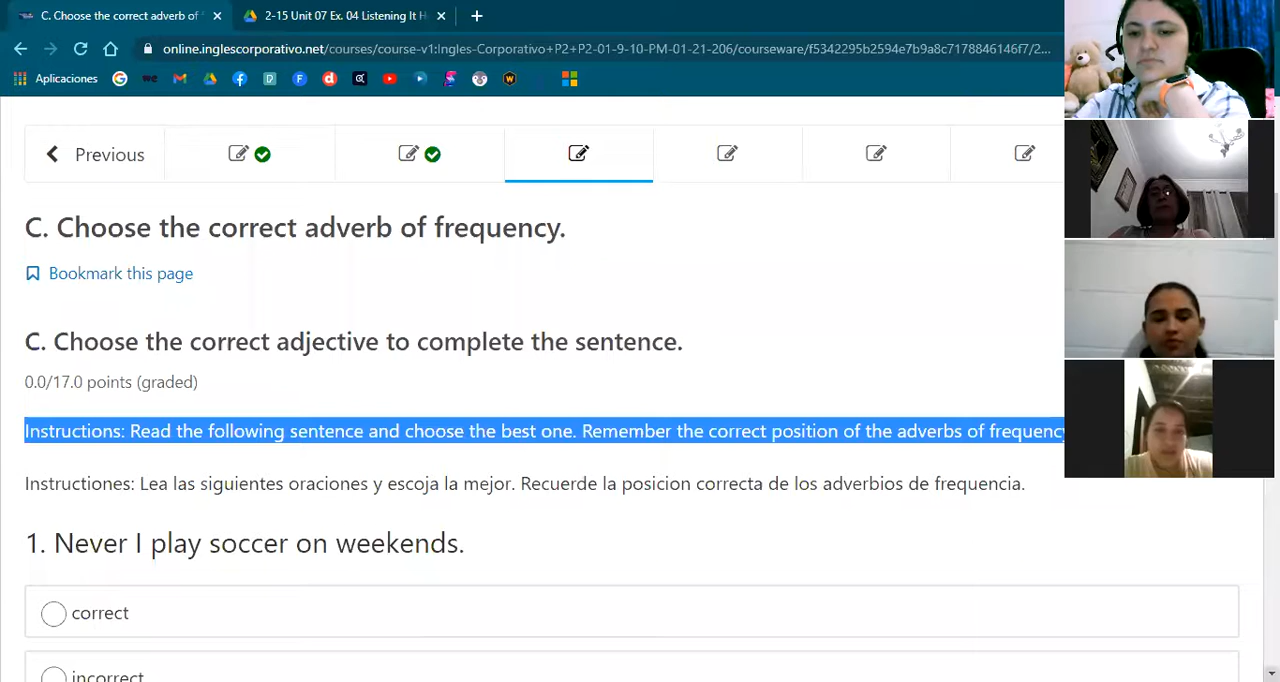 C. Choose the correct adverb of
2-15 Unit 07 Ex. 04 Listening It H
online.inglescorporativo.net/courses/course-v1:Ingles-Corporativo+P2+P2-01-9-10-PM-01-21-206/courseware/f5342295b2594e7b9a8c7178846146f7/2...
Aplicaciones
Previous
C. Choose the correct adverb of frequency.
Bookmark this page
C. Choose the correct adjective to complete the sentence.
0.0/17.0 points (graded)
Instructions: Read the following sentence and choose the best one. Remember the correct position of the adverbs of frequency
Instructiones: Lea las siguientes oraciones y escoja la mejor. Recuerde la posicion correcta de los adverbios de frequencia.
1. Never I play soccer on weekends.
correct
incorrect